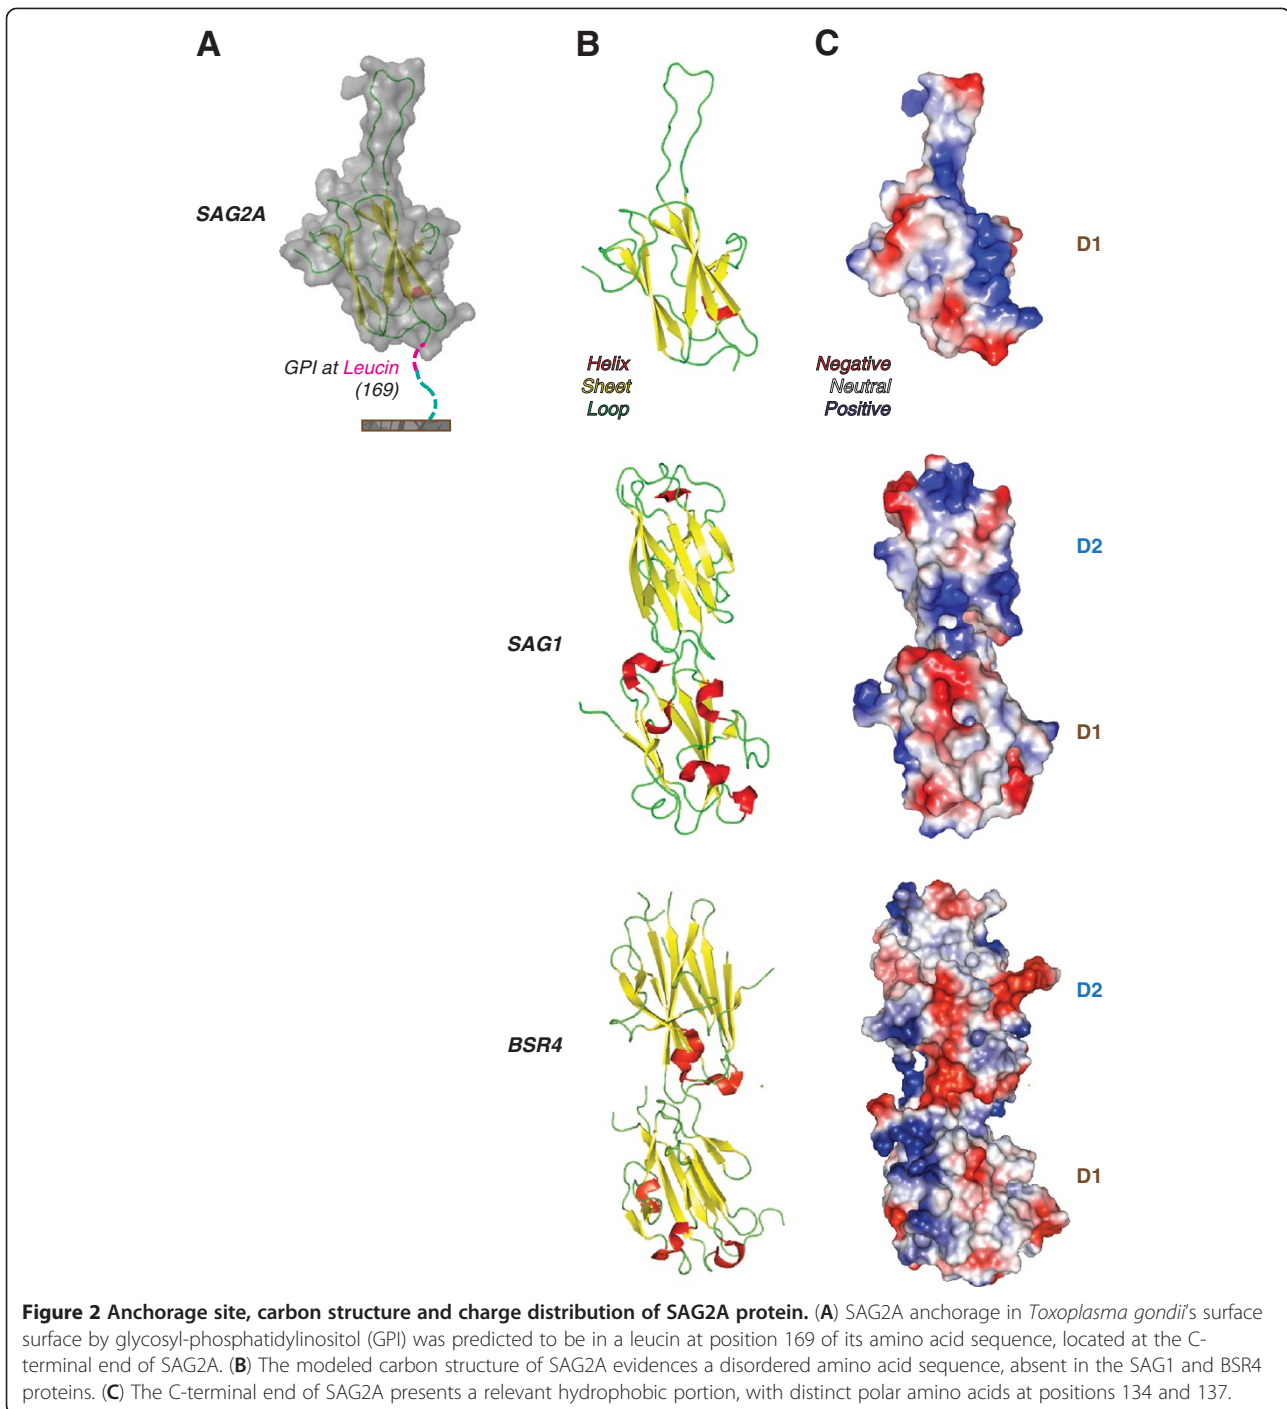 A
B
C
SAG2A
D1
GPI at Leucin
(169)
Helix
Sheet
Loop
Negative
Neutral
Positive
D2
SAG1
D1
D2
BSR4
D1
Figure 2 Anchorage site, carbon structure and charge distribution of SAG2A protein. (A) SAG2A anchorage in Toxoplasma gondii's surface
surface by glycosyl-phosphatidylinositol (GPI) was predicted to be in a leucin at position 169 of its amino acid sequence, located at the C-
terminal end of SAG2A. (B) The modeled carbon structure of SAG2A evidences a disordered amino acid sequence, absent in the SAG1 and BSR4
proteins. (C) The C-terminal end of SAG2A presents a relevant hydrophobic portion, with distinct polar amino acids at positions 134 and 137.